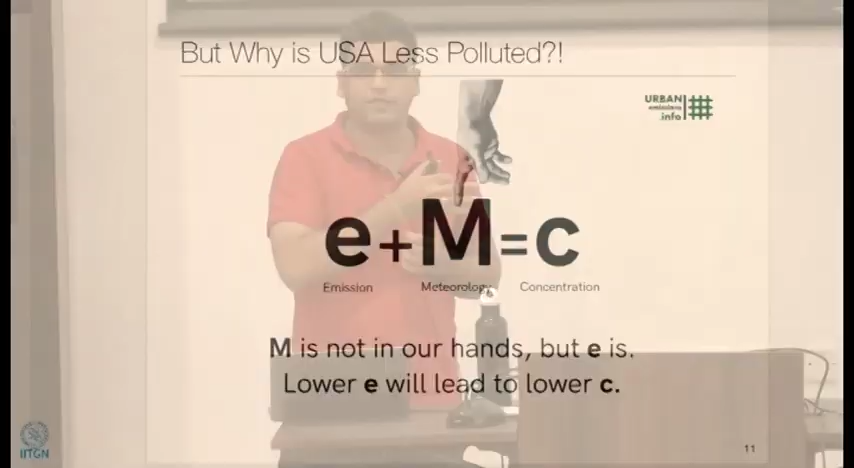 But Why is USA Less Polluted?!
URBAN
emissions
.info
e+M=c
Emission Meteorology Concentration
M is not in our hands, but e is.
Lower e will lead to lower c.
11
IITGN